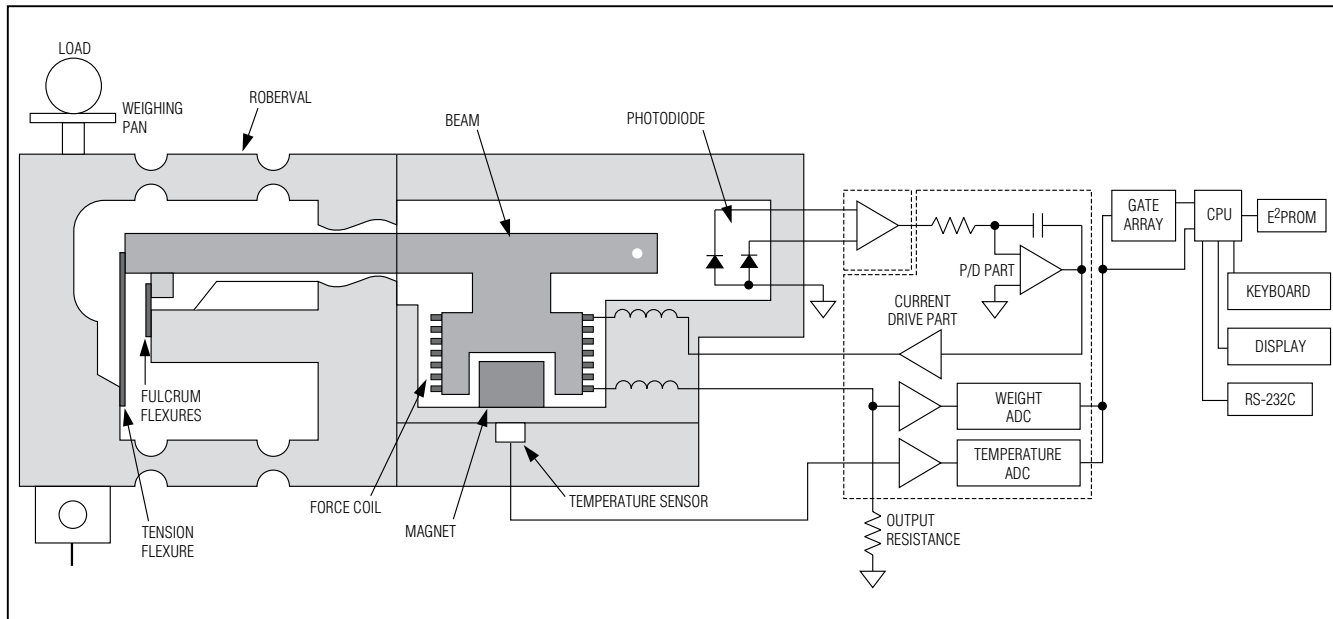 LOAD
WEIGHING
PAN
ROBERVAL
BEAM
PHOTODIODE
GATE
ARRAY
CPU
E²PROM
P/D PART
KEYBOARD
CURRENT
DRIVE PART
DISPLAY
RS-232C
WEIGHT
ADC
TEMPERATURE
ADC
FULCRUM
FLEXURES
FORCE COIL
MAGNET
TEMPERATURE SENSOR
TENSION
FLEXURE
OUTPUT
RESISTANCE